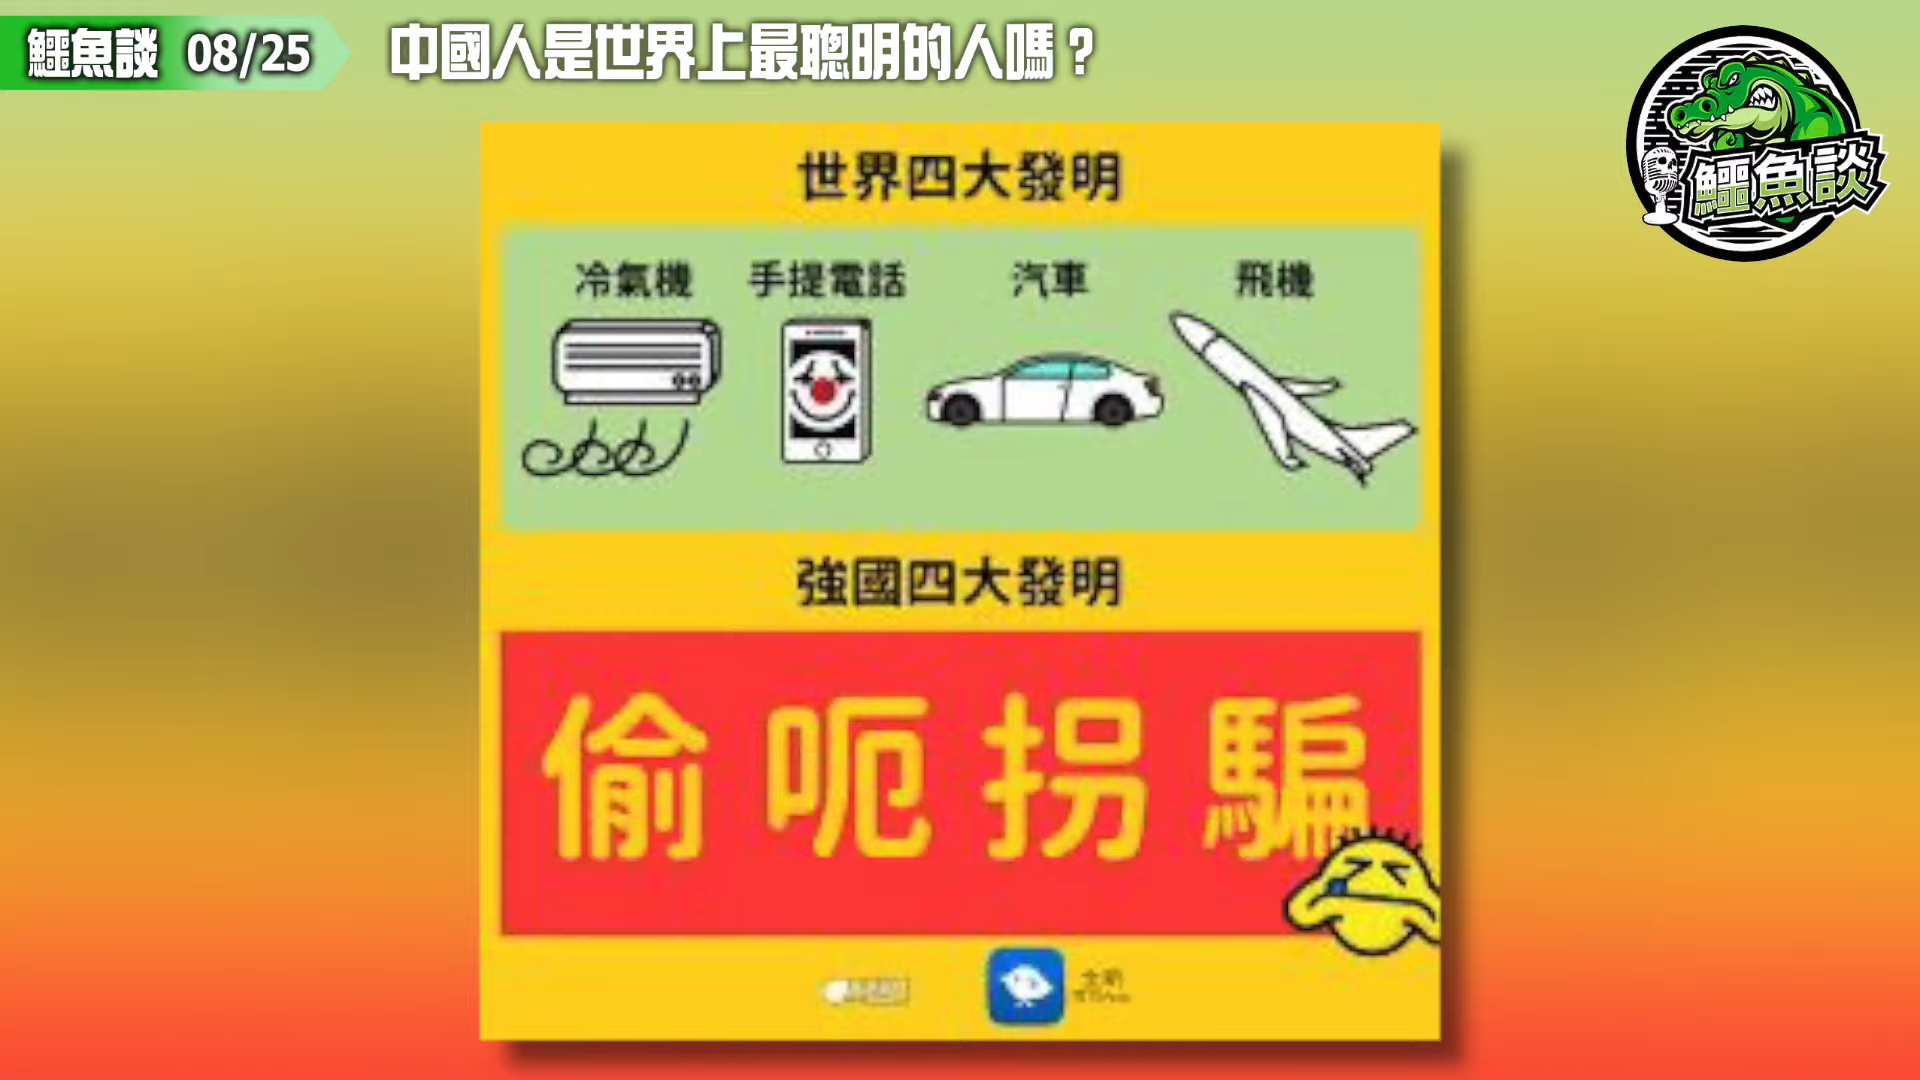 鱷魚談 08/25 中國人是世界上最聰明的人嗎？
鱷魚談
世界四大發明
冷氣機 手提電話 汽車 飛機
強國四大發明
偷呃拐騙